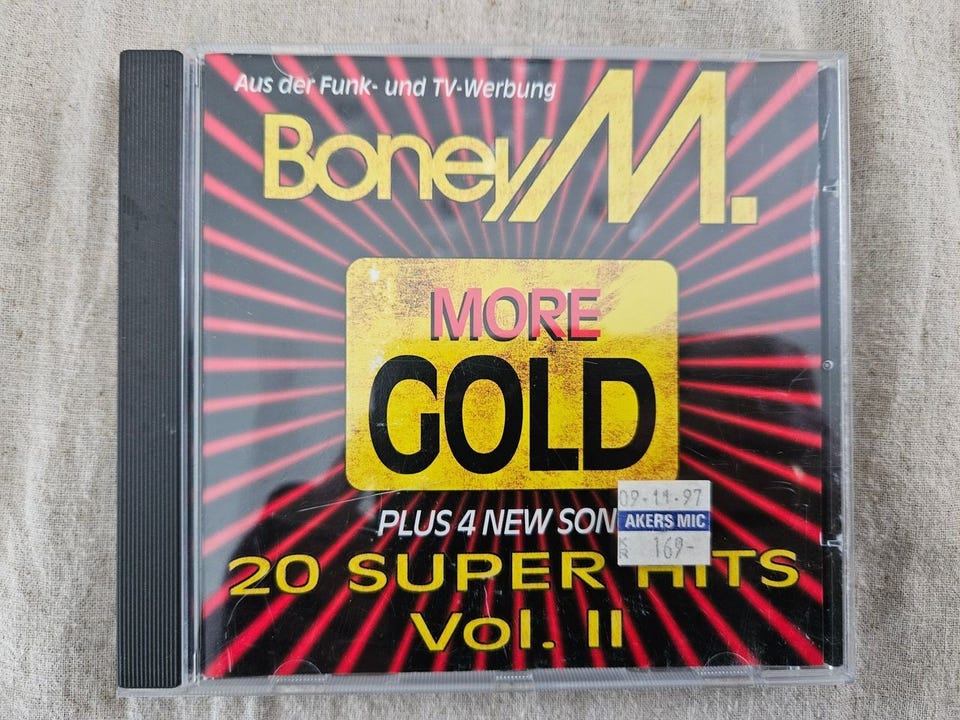 Aus der Funk- und TV-Werbung
Boney M.
MORE
GOLD
PLUS 4 NEW SON
09-11-97
AKERS MIC
KR 169-
20 SUPER HITS
Vol. II